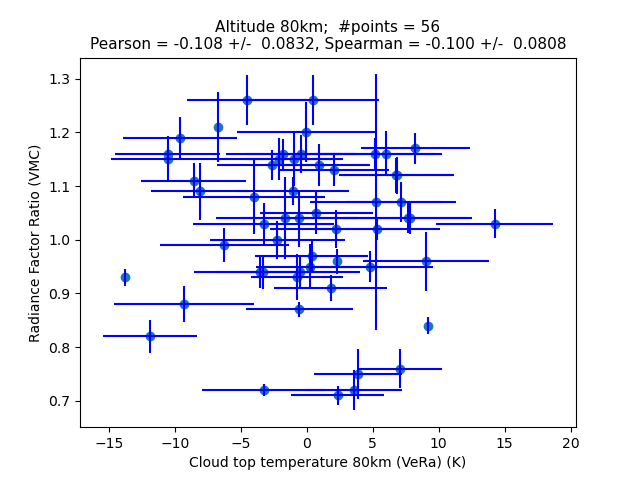 Altitude 80km;  #points = 56
Pearson = -0.108 +/-  0.0832, Spearman = -0.100 +/-  0.0808
Radiance Factor Ratio (VMC)
1.3
1.2
1.1
1.0
0.9
0.8
0.7
−15 −10 −5 0 5 10 15 20
Cloud top temperature 80km (VeRa) (K)